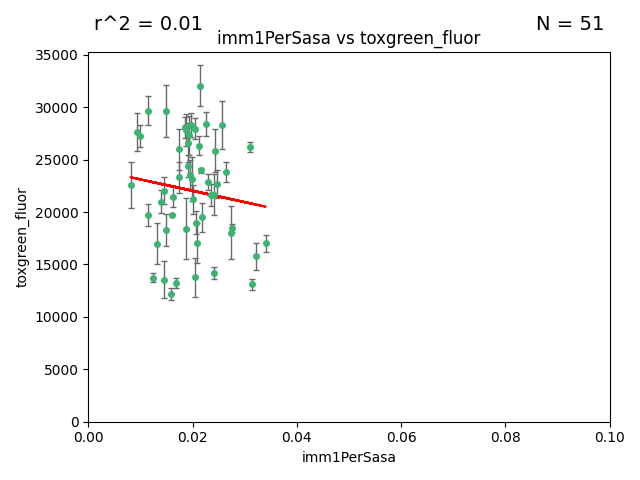 r^2 = 0.01
N = 51
imm1PerSasa vs toxgreen_fluor
35000
30000
25000
20000
15000
10000
5000
0
toxgreen_fluor
0.00
0.02
0.04
0.06
0.08
0.10
imm1PerSasa